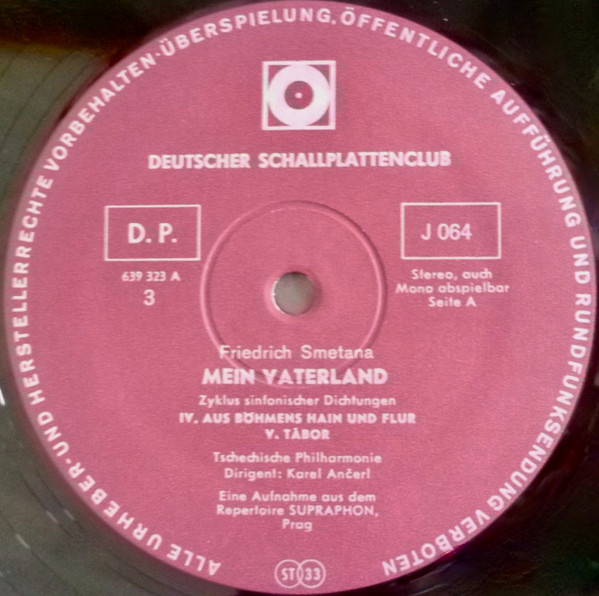 ALLE URHEBER- UND HERSTELLERRECHTE VORBEHALTEN·ÜBERSPIELUNG, ÖFFENTLICHE AUFFÜHRUNG UND RUNDFUNKSENDUNG VERBOTEN
DEUTSCHER SCHALLPLATTENCLUB
D. P.
639 323 A
3
J 064
Stereo, auch
Mono abspielbar
Seite A
Friedrich Smetana
MEIN VATERLAND
Zyklus sinfonischer Dichtungen
IV. AUS BÖHMENS HAIN UND FLUR
V. TÁBOR
Tschechische Philharmonie
Dirigent: Karel Ančerl
Eine Aufnahme aus dem
Repertoire SUPRAPHON,
Prag
ST 33